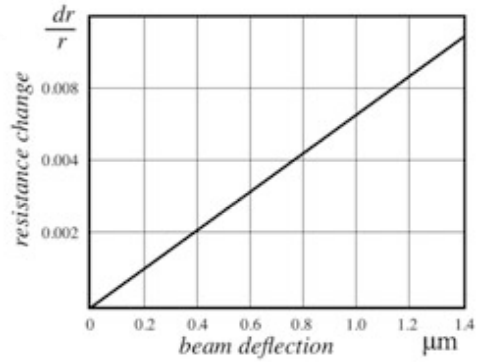 dr
r
resistance change
0.008
0.004
0.002
0 0.2 0.4 0.6 0.8 1.0 1.2 1.4
beam deflection μm